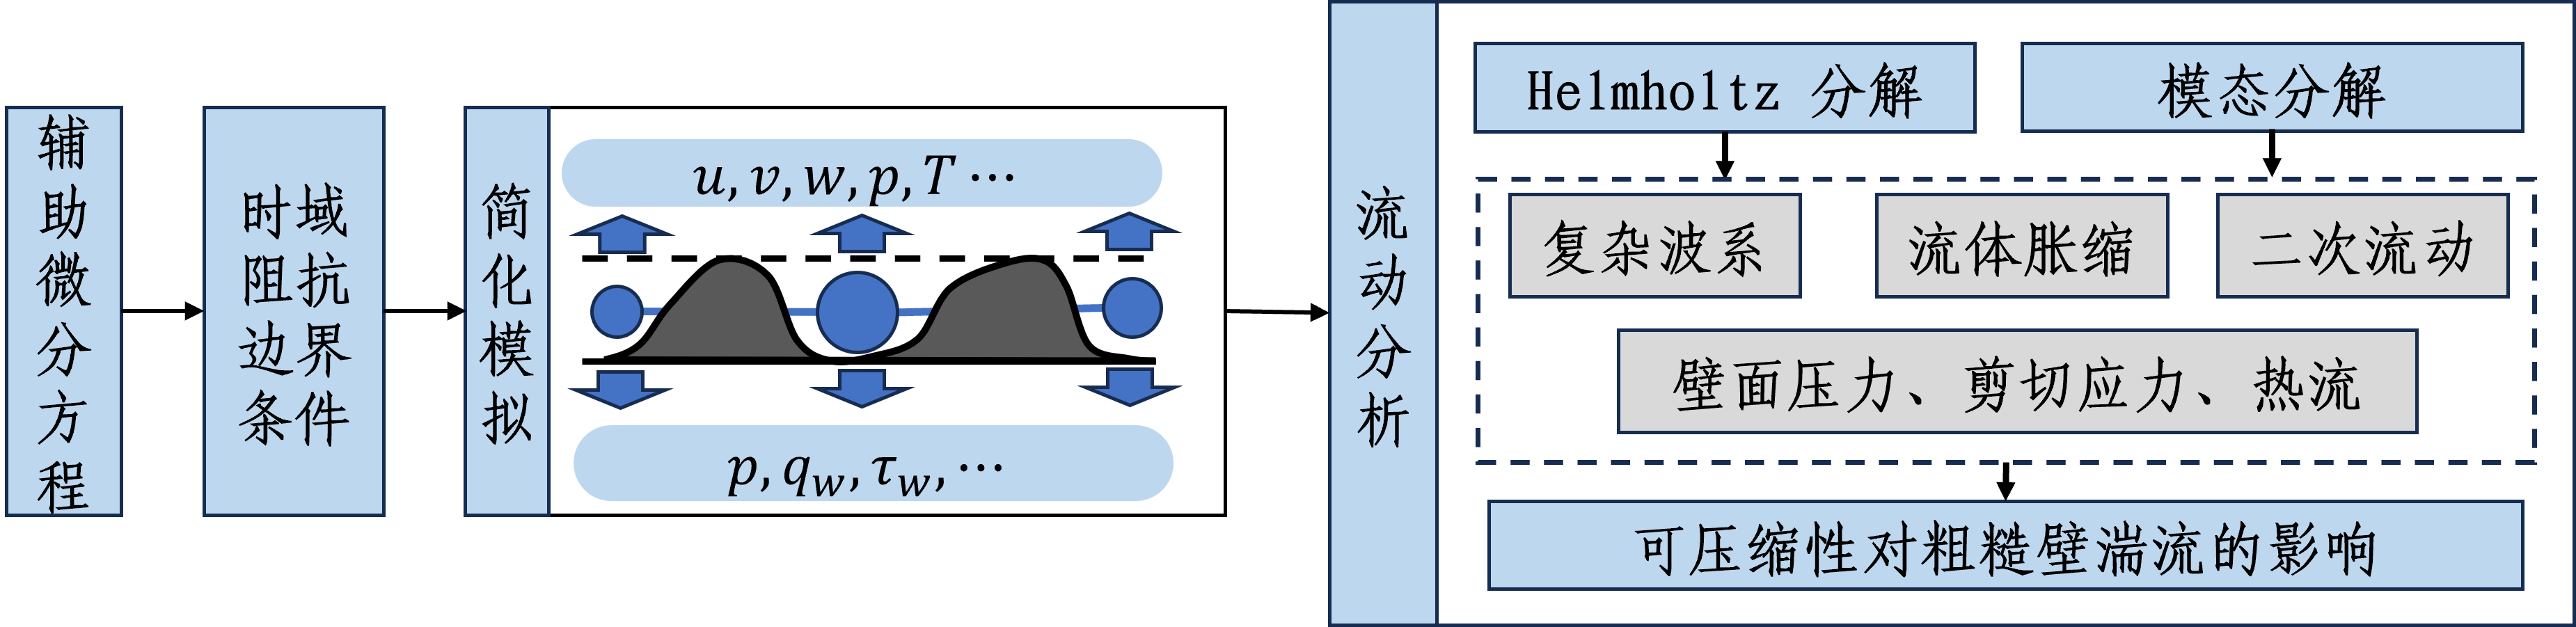 辅助微分方程
时域
阻抗
边界
条件
简化模拟
u, v, w, p, T ⋯
p, q_w, τ_w, ⋯
流动分析
Helmholtz 分解
模态分解
复杂波系
流体胀缩
二次流动
壁面压力、剪切应力、热流
可压缩性对粗糙壁湍流的影响